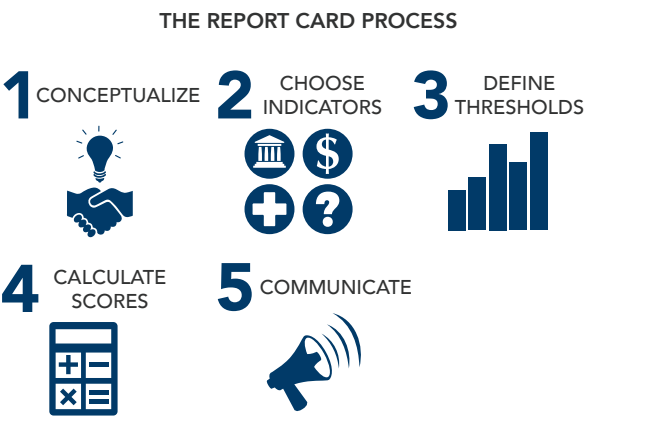 THE REPORT CARD PROCESS
1 CONCEPTUALIZE
2 CHOOSE
INDICATORS
3 DEFINE
THRESHOLDS
$
?
4 CALCULATE
SCORES
+ −
× =
5 COMMUNICATE